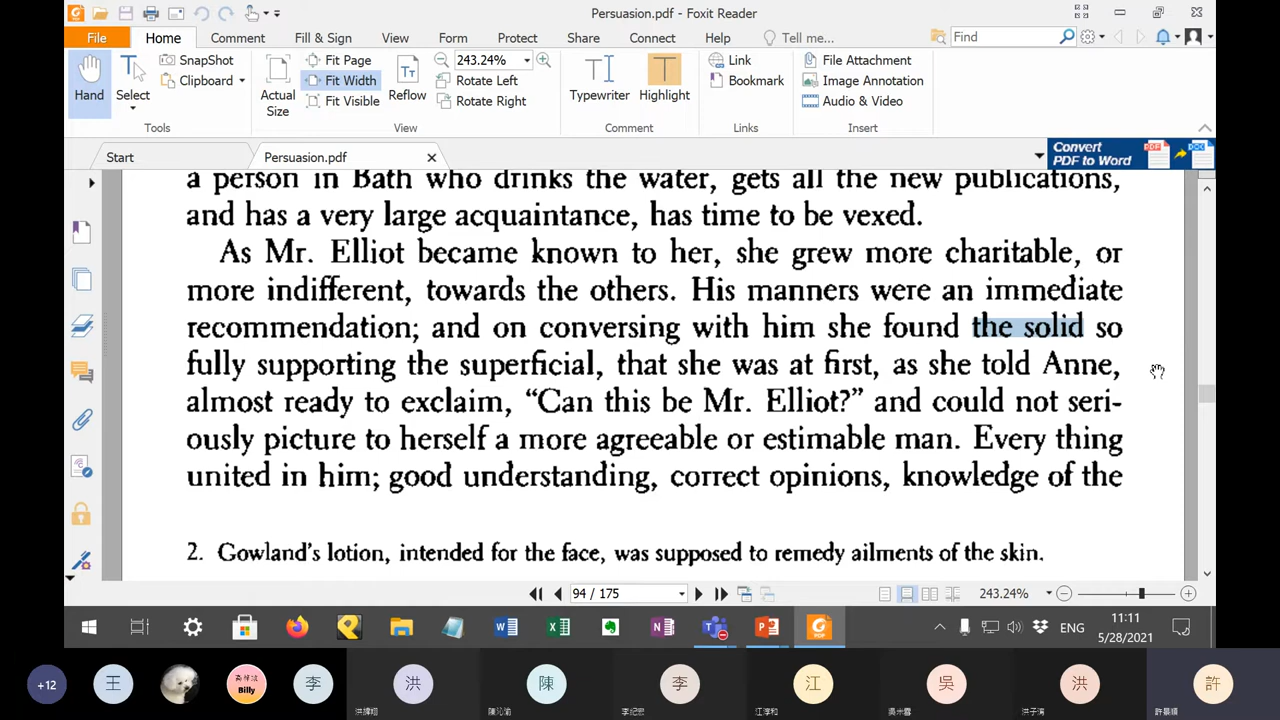 Persuasion.pdf - Foxit Reader
File Home Comment Fill & Sign View Form Protect Share Connect Help Tell me... Find
Hand Select SnapShot Clipboard Actual Size Fit Page Fit Width Fit Visible Reflow 243.24% Rotate Left Rotate Right Typewriter Highlight Link Bookmark File Attachment Image Annotation Audio & Video
Tools View Comment Links Insert
Start Persuasion.pdf Convert PDF to Word
a person in Bath who drinks the water, gets all the new publications,
and has a very large acquaintance, has time to be vexed.
As Mr. Elliot became known to her, she grew more charitable, or
more indifferent, towards the others. His manners were an immediate
recommendation; and on conversing with him she found the solid so
fully supporting the superficial, that she was at first, as she told Anne,
almost ready to exclaim, “Can this be Mr. Elliot?” and could not seri-
ously picture to herself a more agreeable or estimable man. Every thing
united in him; good understanding, correct opinions, knowledge of the
2. Gowland's lotion, intended for the face, was supposed to remedy ailments of the skin.
94 / 175 243.24%
ENG 11:11
5/28/2021
+12 王 Billy 李 洪 陳 李 江 吳 洪 許